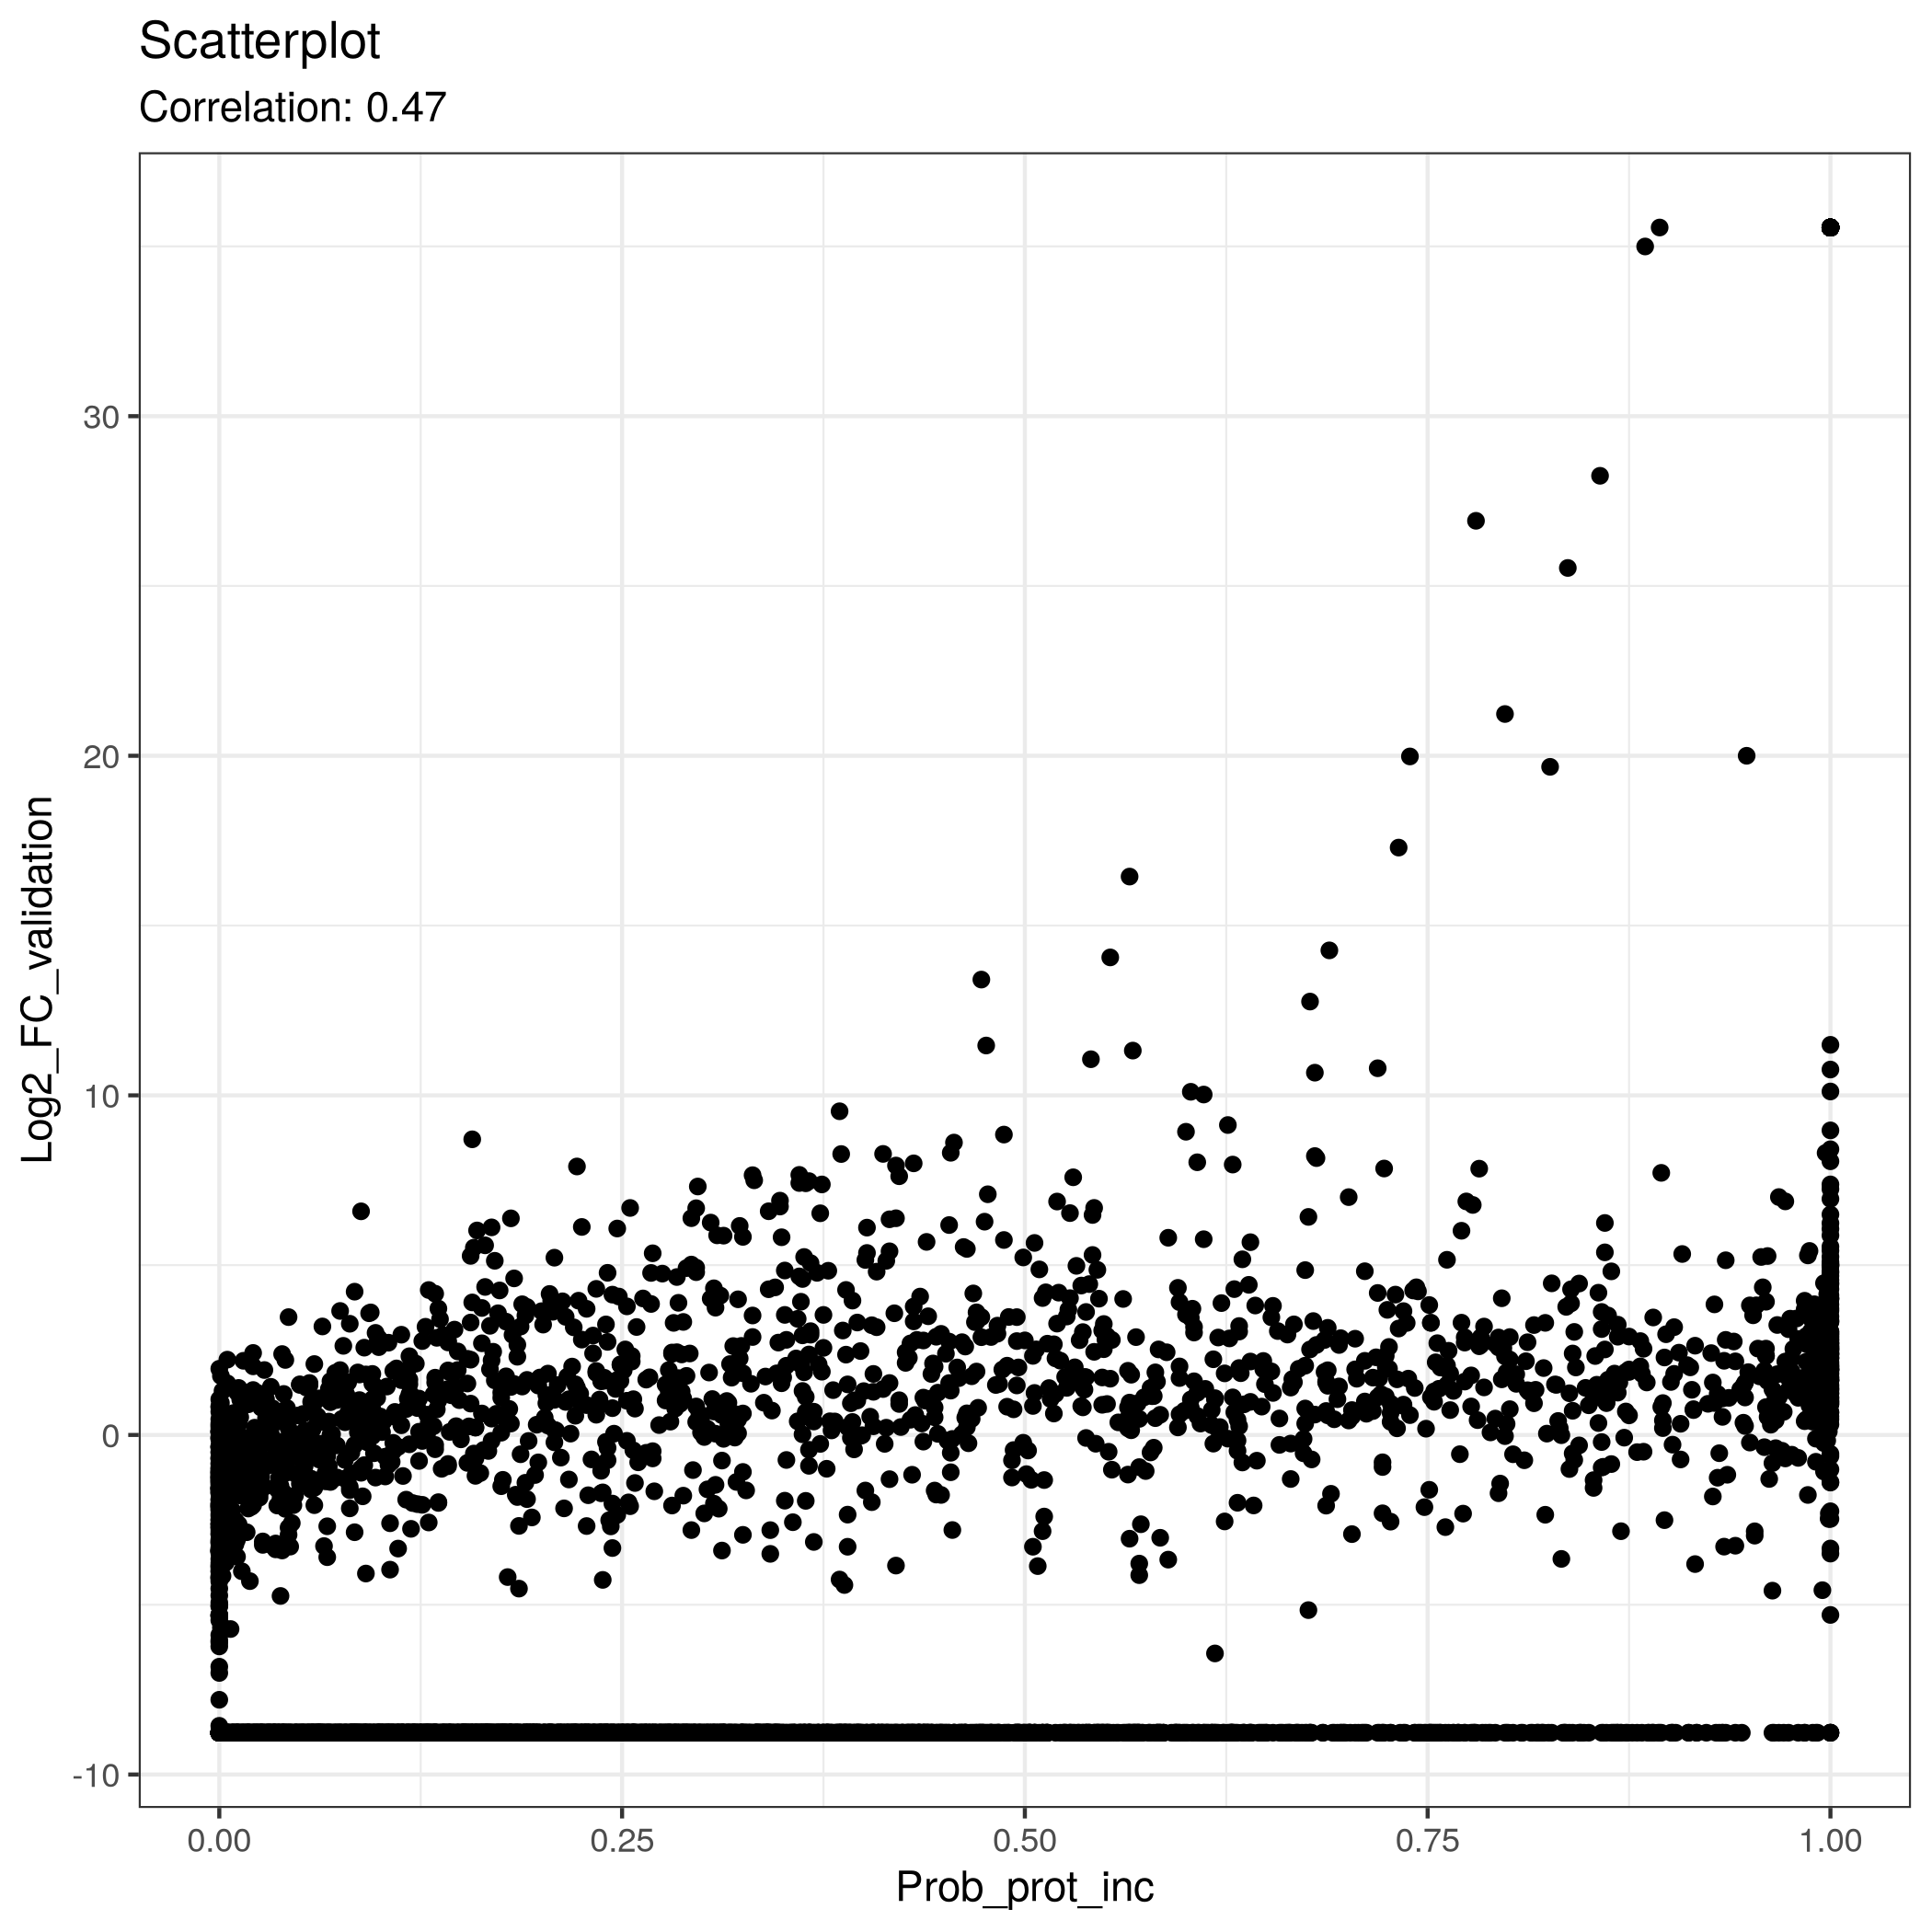 Scatterplot
Correlation: 0.47
Log2_FC_validation
30
20
10
0
-10
0.00 0.25 0.50 0.75 1.00
Prob_prot_inc